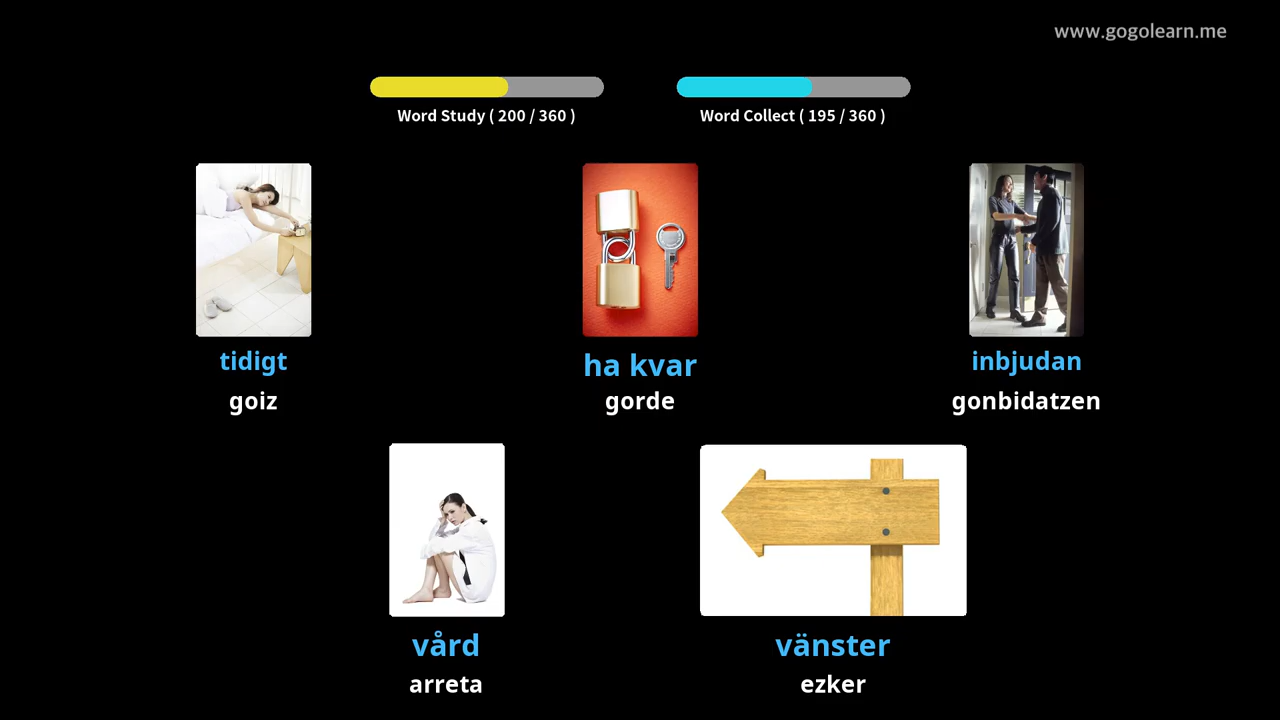 www.gogolearn.me
Word Study ( 200 / 360 )
Word Collect ( 195 / 360 )
tidigt
goiz
ha kvar
gorde
inbjudan
gonbidatzen
vård
arreta
vänster
ezker